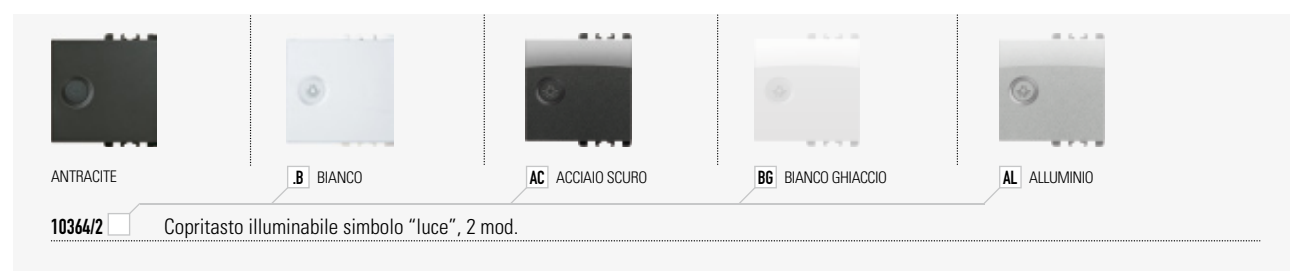 ANTRACITE
.B BIANCO
AC ACCIAIO SCURO
BG BIANCO GHIACCIO
AL ALLUMINIO
10364/2 Copritasto illuminabile simbolo “luce”, 2 mod.